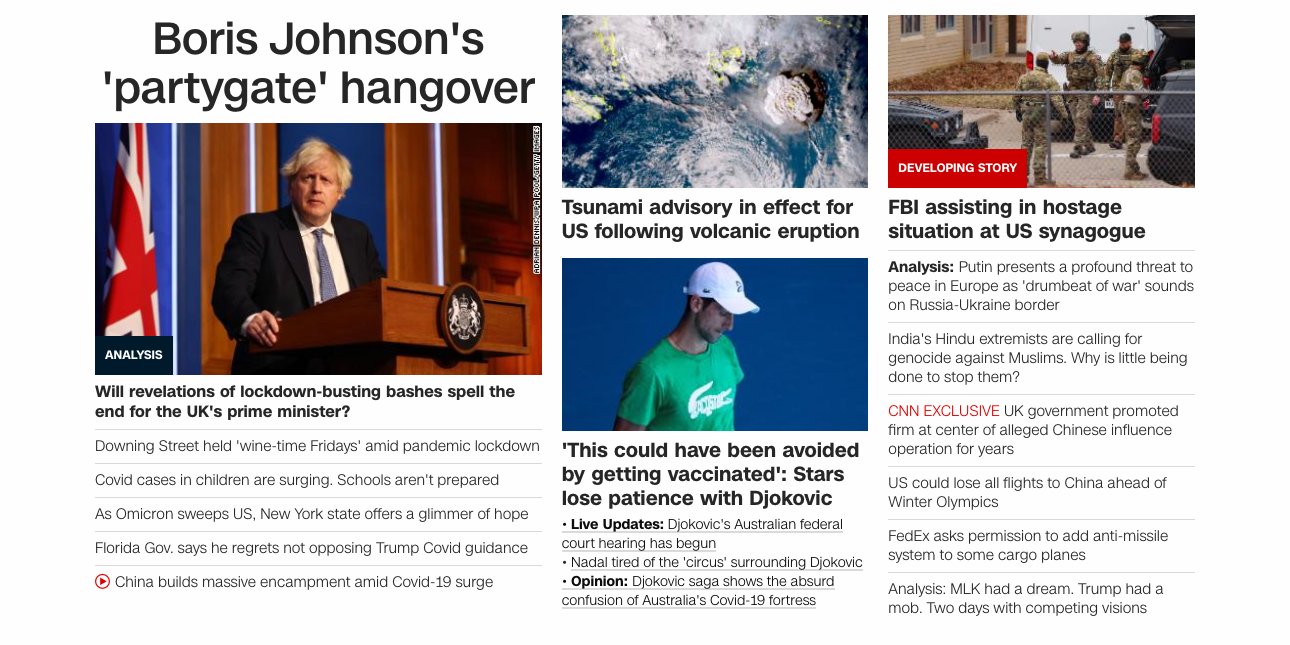 Boris Johnson's
'partygate' hangover
ADRIAN DENNIS/WPA POOL/GETTY IMAGES
ANALYSIS
Will revelations of lockdown-busting bashes spell the
end for the UK's prime minister?
Downing Street held 'wine-time Fridays' amid pandemic lockdown
Covid cases in children are surging. Schools aren't prepared
As Omicron sweeps US, New York state offers a glimmer of hope
Florida Gov. says he regrets not opposing Trump Covid guidance
China builds massive encampment amid Covid-19 surge
Tsunami advisory in effect for
US following volcanic eruption
'This could have been avoided
by getting vaccinated': Stars
lose patience with Djokovic
• Live Updates: Djokovic's Australian federal
court hearing has begun
• Nadal tired of the 'circus' surrounding Djokovic
• Opinion: Djokovic saga shows the absurd
confusion of Australia's Covid-19 fortress
DEVELOPING STORY
FBI assisting in hostage
situation at US synagogue
Analysis: Putin presents a profound threat to
peace in Europe as 'drumbeat of war' sounds
on Russia-Ukraine border
India's Hindu extremists are calling for
genocide against Muslims. Why is little being
done to stop them?
CNN EXCLUSIVE UK government promoted
firm at center of alleged Chinese influence
operation for years
US could lose all flights to China ahead of
Winter Olympics
FedEx asks permission to add anti-missile
system to some cargo planes
Analysis: MLK had a dream. Trump had a
mob. Two days with competing visions